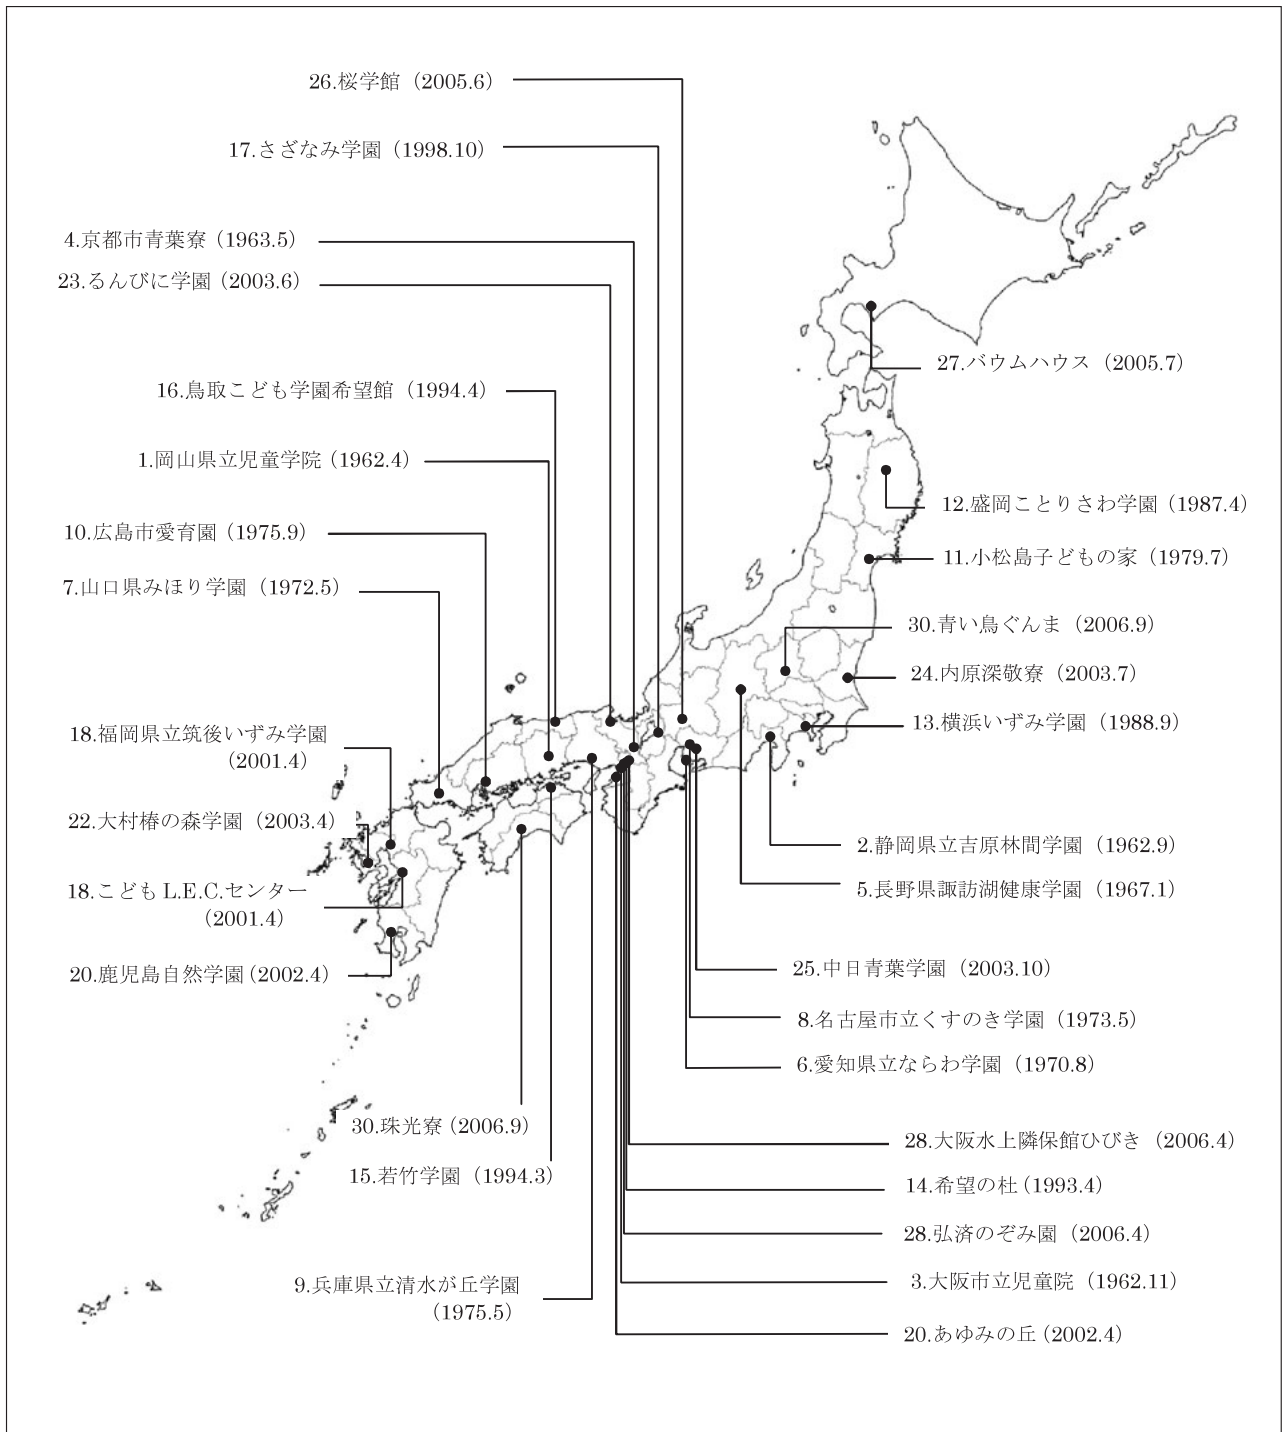 26.桜学館（2005.6）
17.さざなみ学園（1998.10）
4.京都市青葉寮（1963.5）
23.るんびに学園（2003.6）
16.鳥取こども学園希望館（1994.4）
1.岡山県立児童学院（1962.4）
10.広島市愛育園（1975.9）
7.山口県みほり学園（1972.5）
18.福岡県立筑後いずみ学園
（2001.4）
22.大村椿の森学園（2003.4）
18.こどもL.E.C.センター
（2001.4）
20.鹿児島自然学園（2002.4）
30.珠光寮（2006.9）
15.若竹学園（1994.3）
9.兵庫県立清水が丘学園
（1975.5）
27.バウムハウス（2005.7）
12.盛岡ことりさわ学園（1987.4）
11.小松島子どもの家（1979.7）
30.青い鳥ぐんま（2006.9）
24.内原深敬寮（2003.7）
13.横浜いずみ学園（1988.9）
2.静岡県立吉原林間学園（1962.9）
5.長野県諏訪湖健康学園（1967.1）
25.中日青葉学園（2003.10）
8.名古屋市立くすのき学園（1973.5）
6.愛知県立ならわ学園（1970.8）
28.大阪水上隣保館ひびき（2006.4）
14.希望の杜（1993.4）
28.弘済のぞみ園（2006.4）
3.大阪市立児童院（1962.11）
20.あゆみの丘（2002.4）